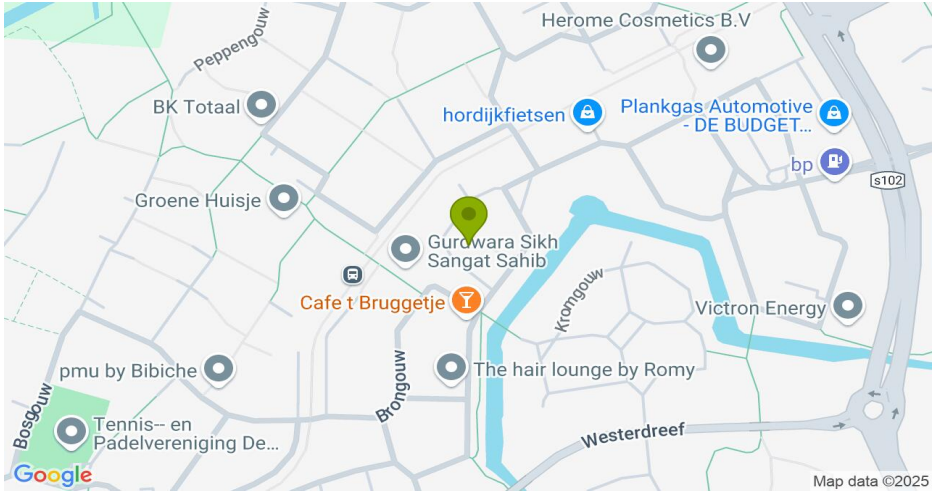 Herome Cosmetics B.V
Peppengouw
BK Totaal
hordijkfietsen
Plankgas Automotive
- DE BUDGET...
bp
s102
Groene Huisje
Gurdwara Sikh
Sangat Sahib
Cafe t Bruggetje
Kromgouw
Victron Energy
pmu by Bibiche
The hair lounge by Romy
Bosgouw
Brongouw
Tennis-- en
Padelvereniging De...
Westerdreef
Google
Map data ©2025